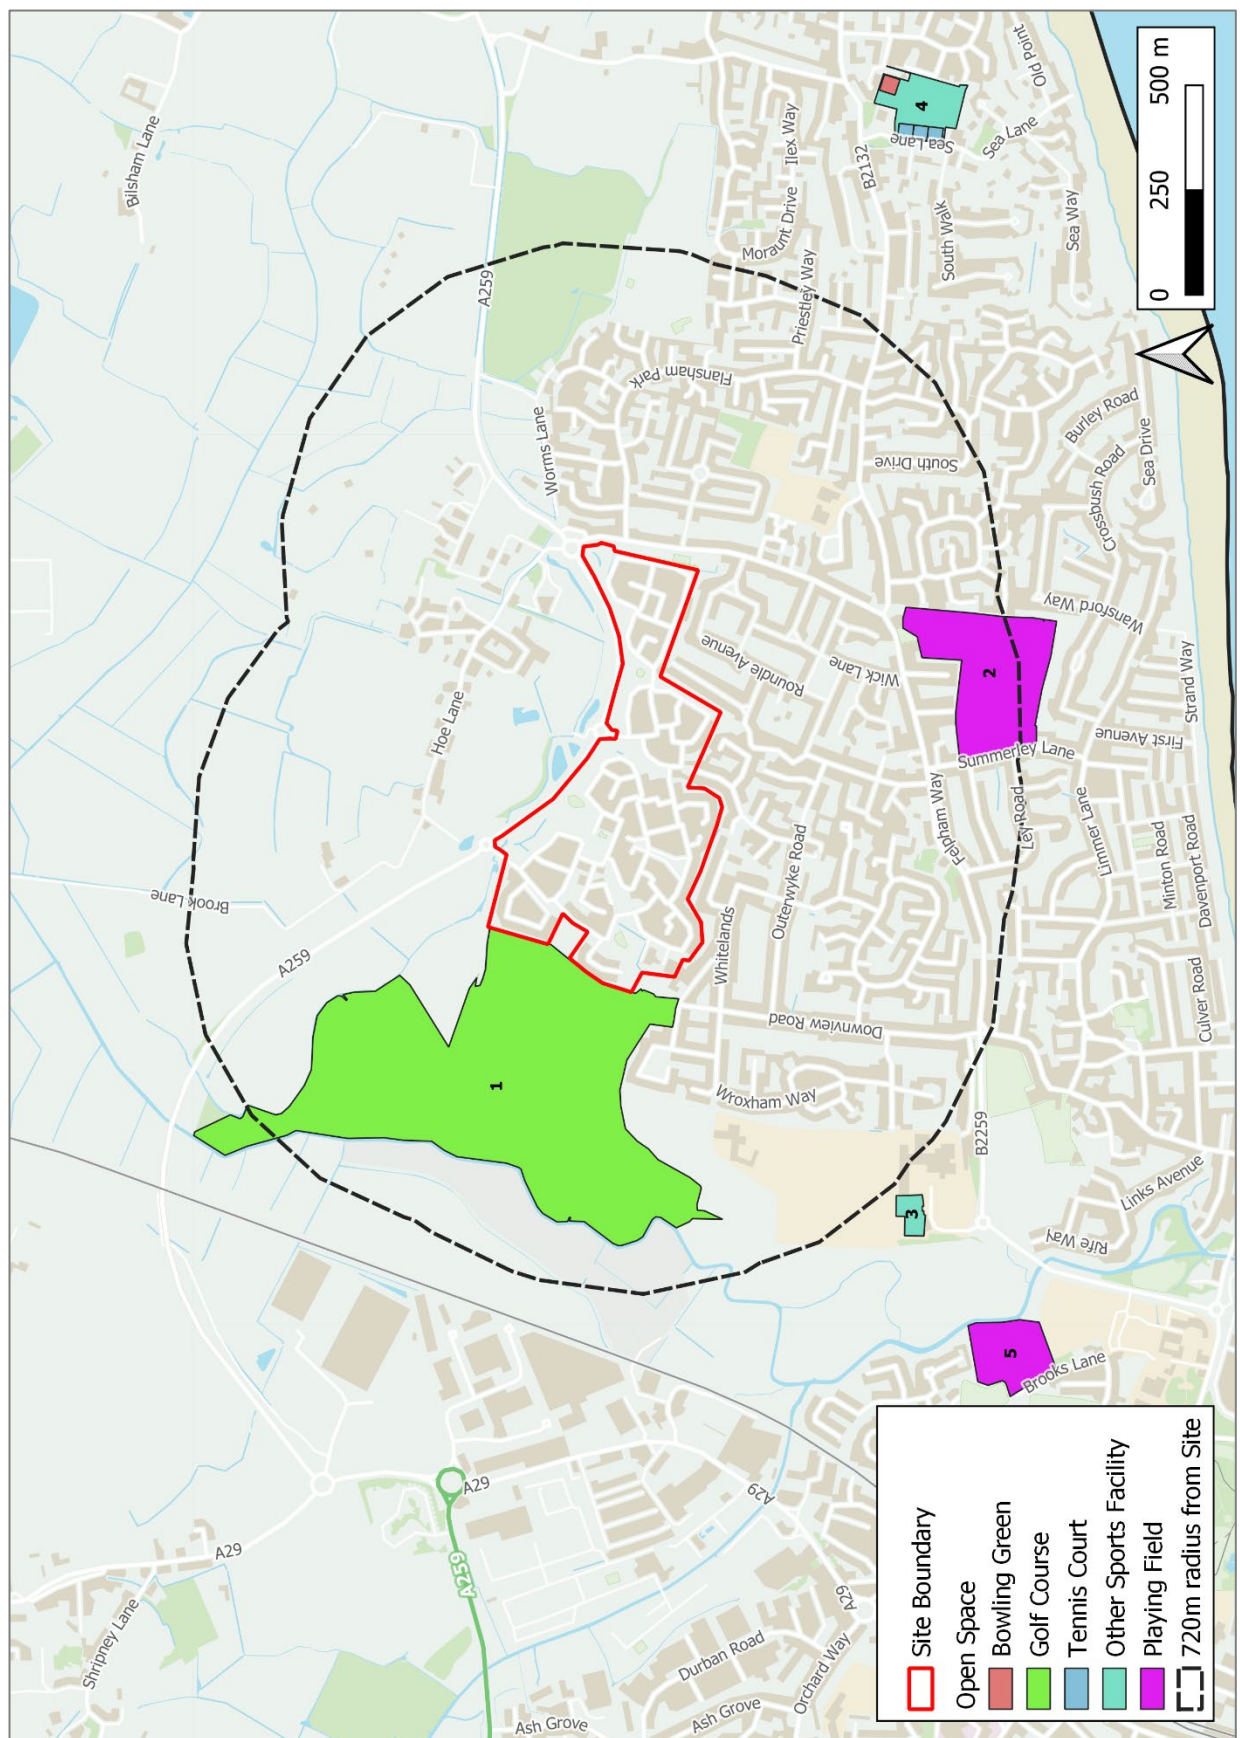 Shripney Lane
A29
A259
A29
A29
A29
Durban Road
Orchard Way
Ash Grove
Ash Grove
A259
Brook Lane
Hoe Lane
Bilsham Lane
A259
Worms Lane
Flansham Park
Moraunt Drive
Ilex Way
Priestley Way
B2132
Sea Lane
4
Old Point
Sea Lane
South Walk
Sea Way
South Drive
Burley Road
Crossbush Road
Sea Drive
Wansford Way
Strand Way
First Avenue
Roundle Avenue
Wick Lane
2
Summerley Lane
Felpham Way
Ley Road
Limmer Lane
Minton Road
Davenport Road
Outerwyke Road
Whitelands
Downview Road
Culver Road
1
Wroxham Way
B2259
3
Links Avenue
Rife Way
5
Brooks Lane
Site Boundary
Open Space
Bowling Green
Golf Course
Tennis Court
Other Sports Facility
Playing Field
720m radius from Site
0 250 500 m